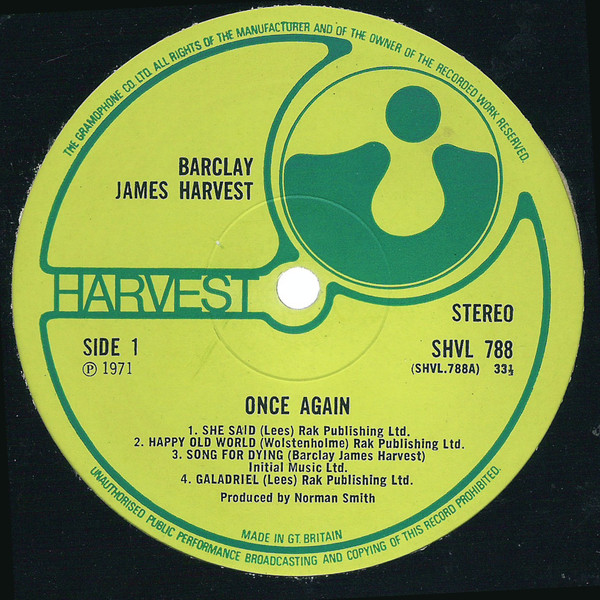 THE GRAMOPHONE CO. LTD. ALL RIGHTS OF THE MANUFACTURER AND OF THE OWNER OF THE RECORDED WORK RESERVED.
BARCLAY
JAMES HARVEST
HARVEST
STEREO
SIDE 1
SHVL 788
℗ 1971
(SHVL.788A) 33⅓
ONCE AGAIN
1. SHE SAID (Lees) Rak Publishing Ltd.
2. HAPPY OLD WORLD (Wolstenholme) Rak Publishing Ltd.
3. SONG FOR DYING (Barclay James Harvest)
Initial Music Ltd.
4. GALADRIEL (Lees) Rak Publishing Ltd.
Produced by Norman Smith
MADE IN GT. BRITAIN
UNAUTHORISED PUBLIC PERFORMANCE BROADCASTING AND COPYING OF THIS RECORD PROHIBITED.